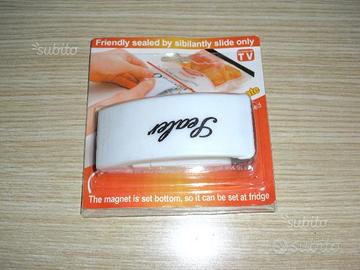 Friendly sealed by sibilantly slide only
TV
Sealer
The magnet is set bottom, so it can be set at fridge
subito
subito
subito